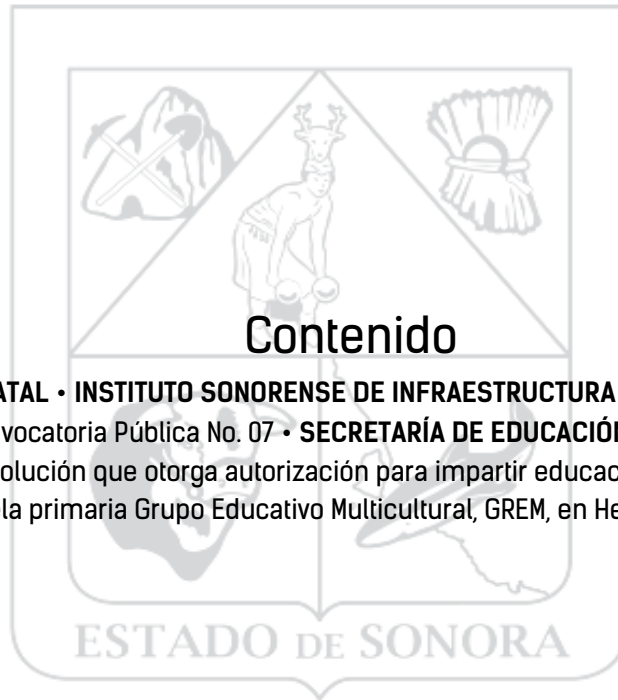 Contenido
ATAL • INSTITUTO SONORENSE DE INFRAESTRUCTURA
vocatoria Pública No. 07 • SECRETARÍA DE EDUCACIÓN
olución que otorga autorización para impartir educac
la primaria Grupo Educativo Multicultural, GREM, en He
ESTADO DE SONORA